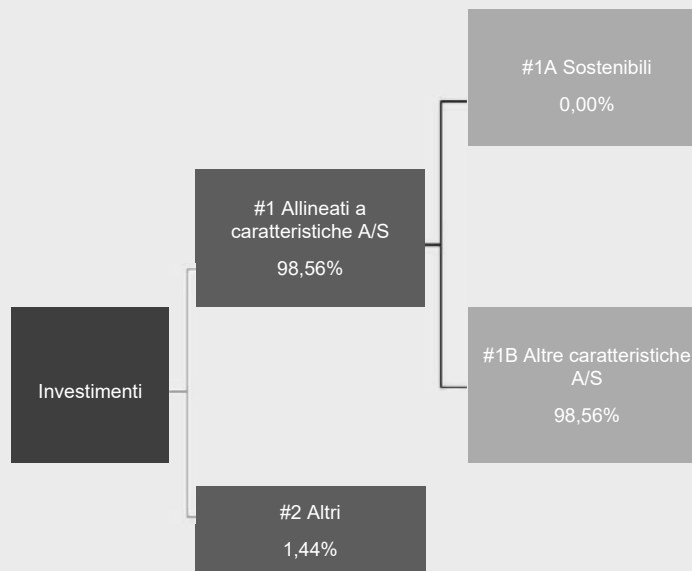 #1A Sostenibili
0,00%
#1 Allineati a
caratteristiche A/S
98,56%
#1B Altre caratteristiche
A/S
98,56%
Investimenti
#2 Altri
1,44%